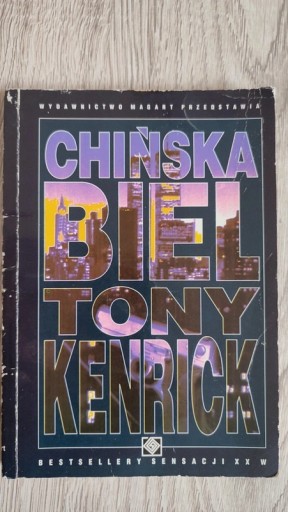 WYDAWNICTWO MAGART PRZEDSTAWIA
CHIŃSKA
BIEL
TONY
KENRICK
BESTSELLERY SENSACJI XX W